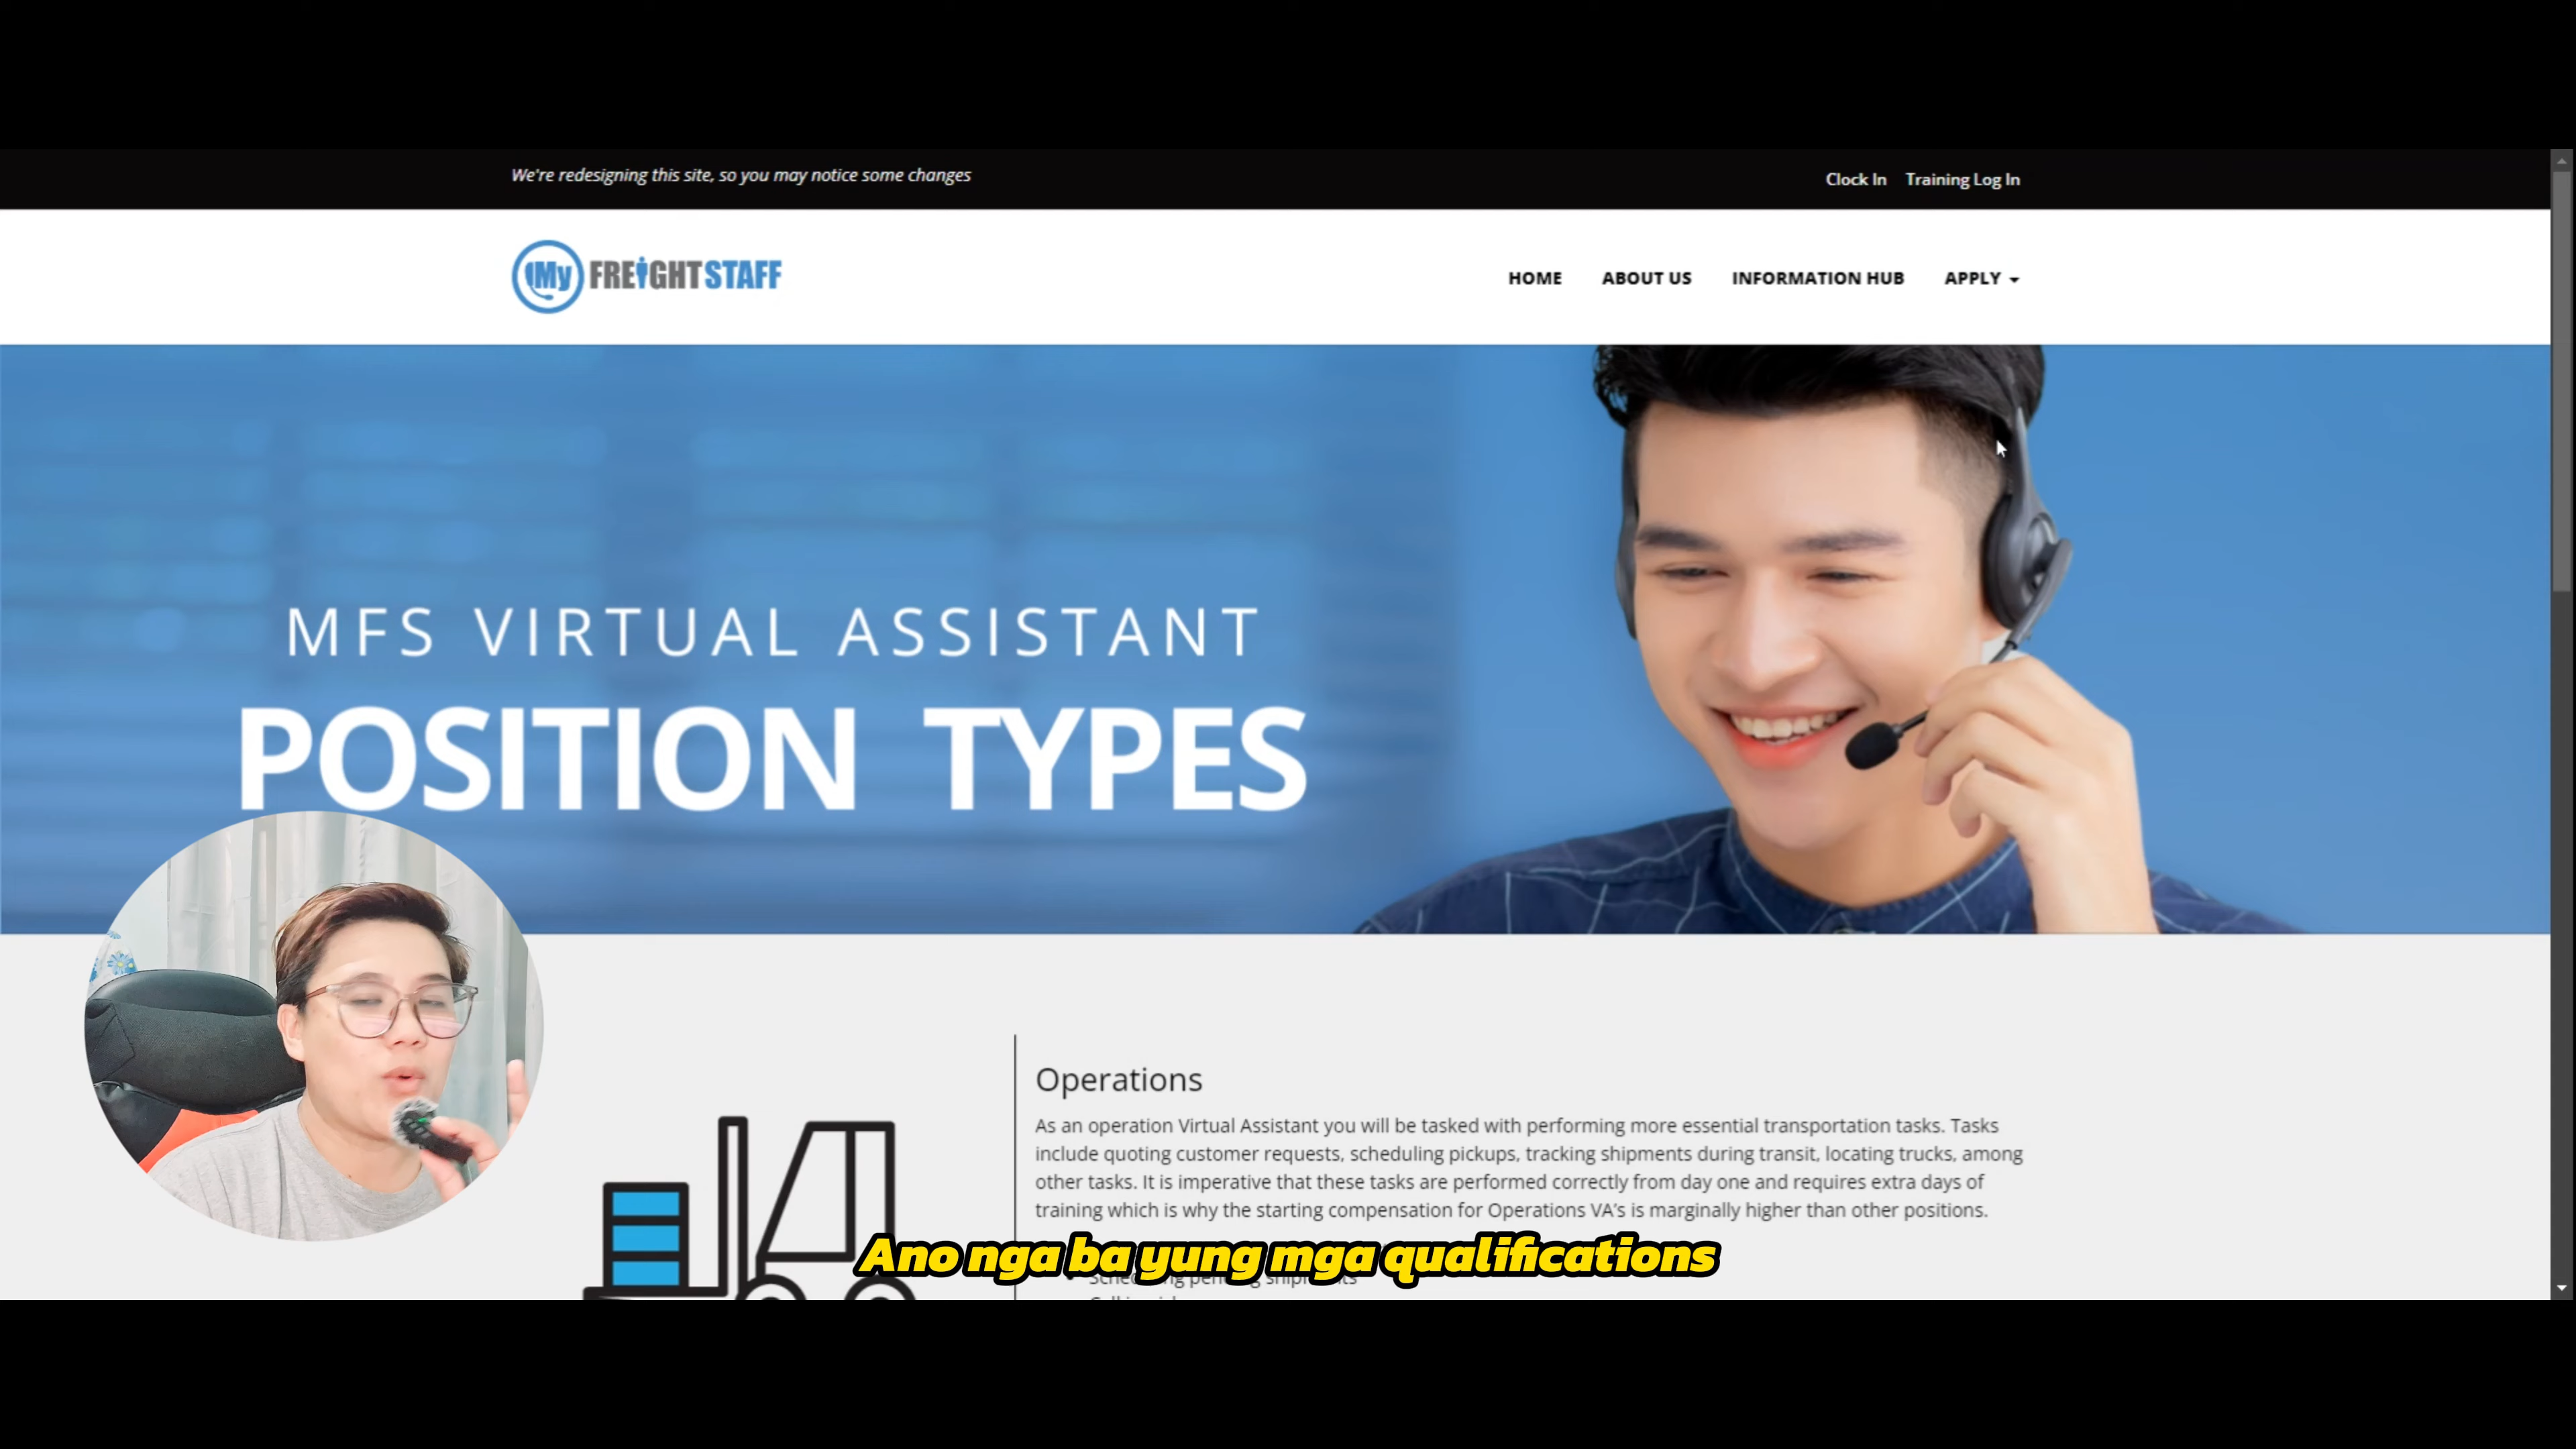 We're redesigning this site, so you may notice some changes
Clock In Training Log In
My FREIGHTSTAFF
HOME ABOUT US INFORMATION HUB APPLY
MFS VIRTUAL ASSISTANT
POSITION TYPES
Operations
As an operation Virtual Assistant you will be tasked with performing more essential transportation tasks. Tasks
include quoting customer requests, scheduling pickups, tracking shipments during transit, locating trucks, among
other tasks. It is imperative that these tasks are performed correctly from day one and requires extra days of
training which is why the starting compensation for Operations VA's is marginally higher than other positions.
Ano nga ba yung mga qualifications